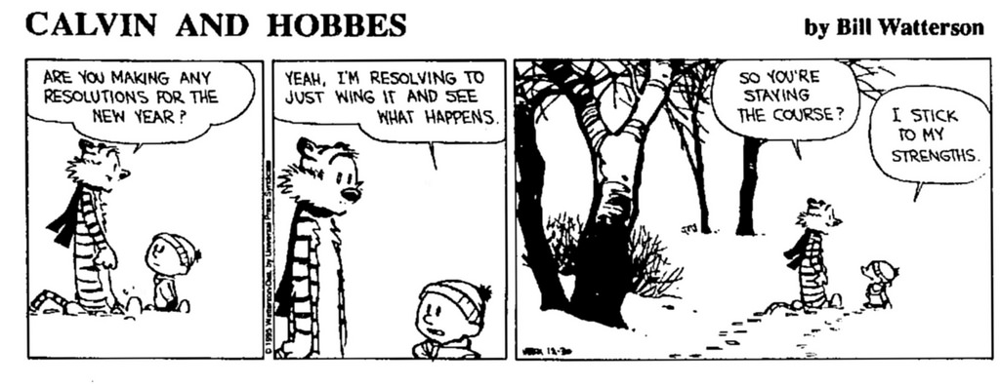 CALVIN AND HOBBES
by Bill Watterson
ARE YOU MAKING ANY
RESOLUTIONS FOR THE
NEW YEAR?
YEAH, I'M RESOLVING TO
JUST WING IT AND SEE
WHAT HAPPENS.
© 1995 Watterson/Dist. by Universal Press Syndicate
SO YOU'RE
STAYING
THE COURSE?
I STICK
TO MY
STRENGTHS.
12-30